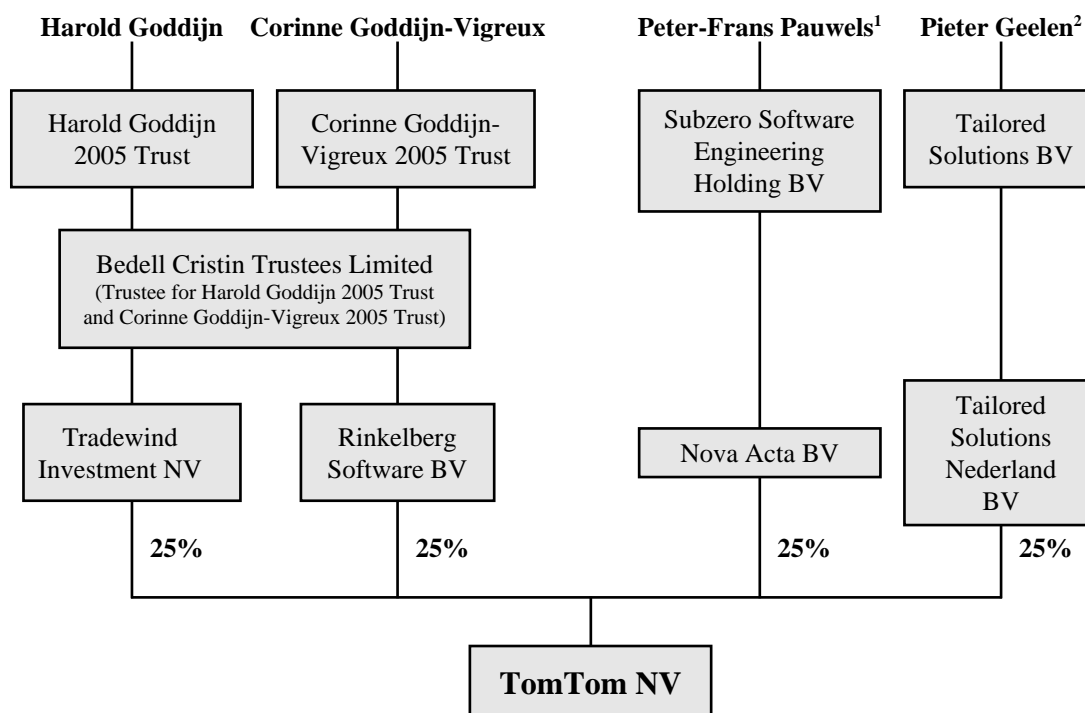 Harold Goddijn
Corinne Goddijn-Vigreux
Peter-Frans Pauwels1
Pieter Geelen2
Harold Goddijn
2005 Trust
Corinne Goddijn-
Vigreux 2005 Trust
Subzero Software
Engineering
Holding BV
Tailored
Solutions BV
Bedell Cristin Trustees Limited
(Trustee for Harold Goddijn 2005 Trust
and Corinne Goddijn-Vigreux 2005 Trust)
Tradewind
Investment NV
Rinkelberg
Software BV
Nova Acta BV
Tailored
Solutions
Nederland
BV
25%
25%
25%
25%
TomTom NV